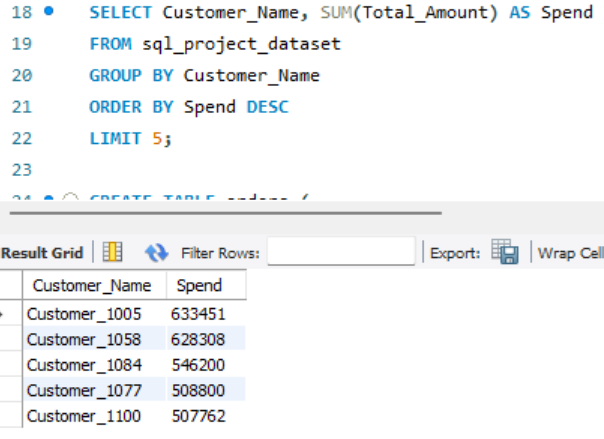 18 SELECT Customer_Name, SUM(Total_Amount) AS Spend
19 FROM sql_project_dataset
20 GROUP BY Customer_Name
21 ORDER BY Spend DESC
22 LIMIT 5;
23
24 CREATE TABLE orders (
Result Grid Filter Rows: Export: Wrap Cell
Customer_Name Spend
Customer_1005 633451
Customer_1058 628308
Customer_1084 546200
Customer_1077 508800
Customer_1100 507762